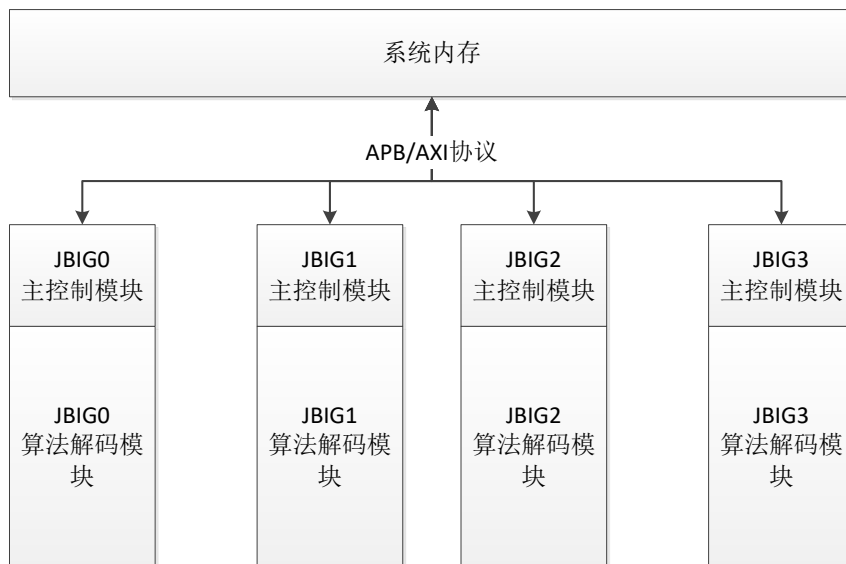 系统内存
APB/AXI协议
JBIG0
主控制模块
JBIG1
主控制模块
JBIG2
主控制模块
JBIG3
主控制模块
JBIG0
算法解码模
块
JBIG1
算法解码模
块
JBIG2
算法解码模
块
JBIG3
算法解码模
块